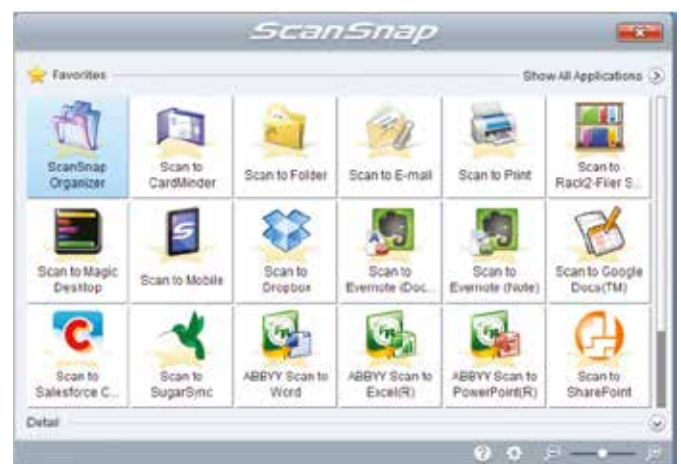 ScanSnap
Favorites
Show All Applications
ScanSnap
Organizer
Scan to
CardMinder
Scan to Folder
Scan to E-mail
Scan to Print
Scan to
Rack2-Filer S...
Scan to Magic
Desktop
Scan to Mobile
Scan to
Dropbox
Scan to
Evernote (Doc...
Scan to
Evernote (Note)
Scan to Google
Docs(TM)
Scan to
Salesforce C...
Scan to
SugarSync
ABBYY Scan to
Word
ABBYY Scan to
Excel(R)
ABBYY Scan to
PowerPoint(R)
Scan to
SharePoint
Detail